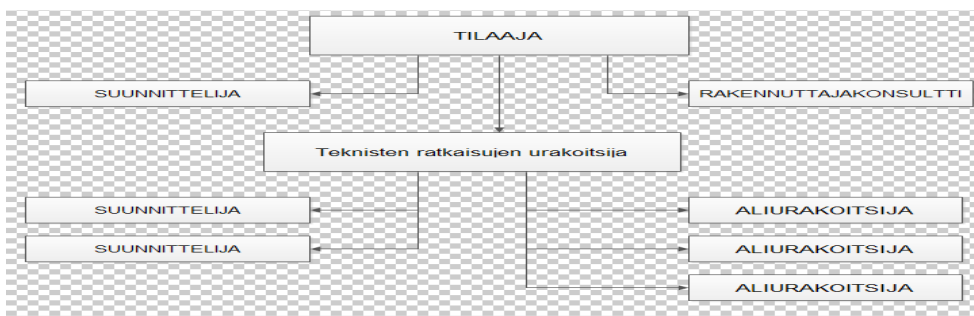 TILAAJA
SUUNNITTELIJA
RAKENNUTTAJAKONSULTTI
Teknisten ratkaisujen urakoitsija
SUUNNITTELIJA
ALIURAKOITSIJA
SUUNNITTELIJA
ALIURAKOITSIJA
ALIURAKOITSIJA